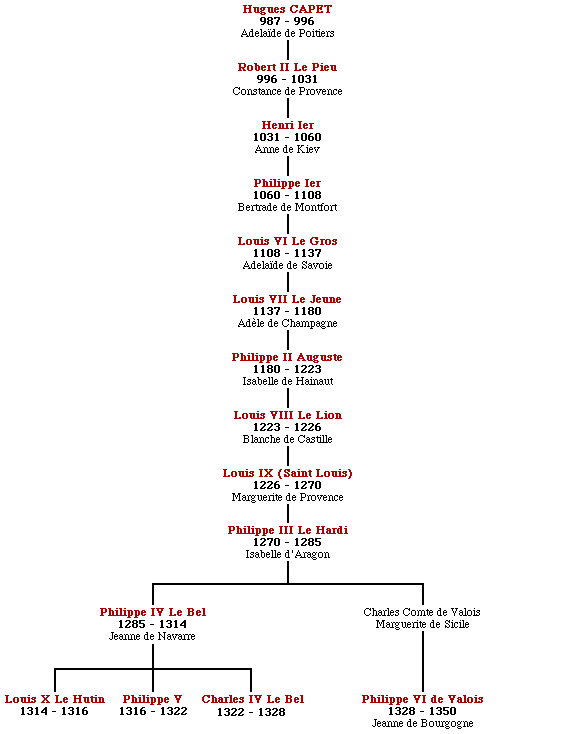 Hugues CAPET
987 - 996
Adelaïde de Poitiers
Robert II Le Pieu
996 - 1031
Constance de Provence
Henri Ier
1031 - 1060
Anne de Kiev
Philippe Ier
1060 - 1108
Bertrade de Montfort
Louis VI Le Gros
1108 - 1137
Adelaïde de Savoie
Louis VII Le Jeune
1137 - 1180
Adèle de Champagne
Philippe II Auguste
1180 - 1223
Isabelle de Hainaut
Louis VIII Le Lion
1223 - 1226
Blanche de Castille
Louis IX (Saint Louis)
1226 - 1270
Marguerite de Provence
Philippe III Le Hardi
1270 - 1285
Isabelle d'Aragon
Philippe IV Le Bel
1285 - 1314
Jeanne de Navarre
Charles Comte de Valois
Marguerite de Sicile
Louis X Le Hutin
1314 - 1316
Philippe V
1316 - 1322
Charles IV Le Bel
1322 - 1328
Philippe VI de Valois
1328 - 1350
Jeanne de Bourgogne